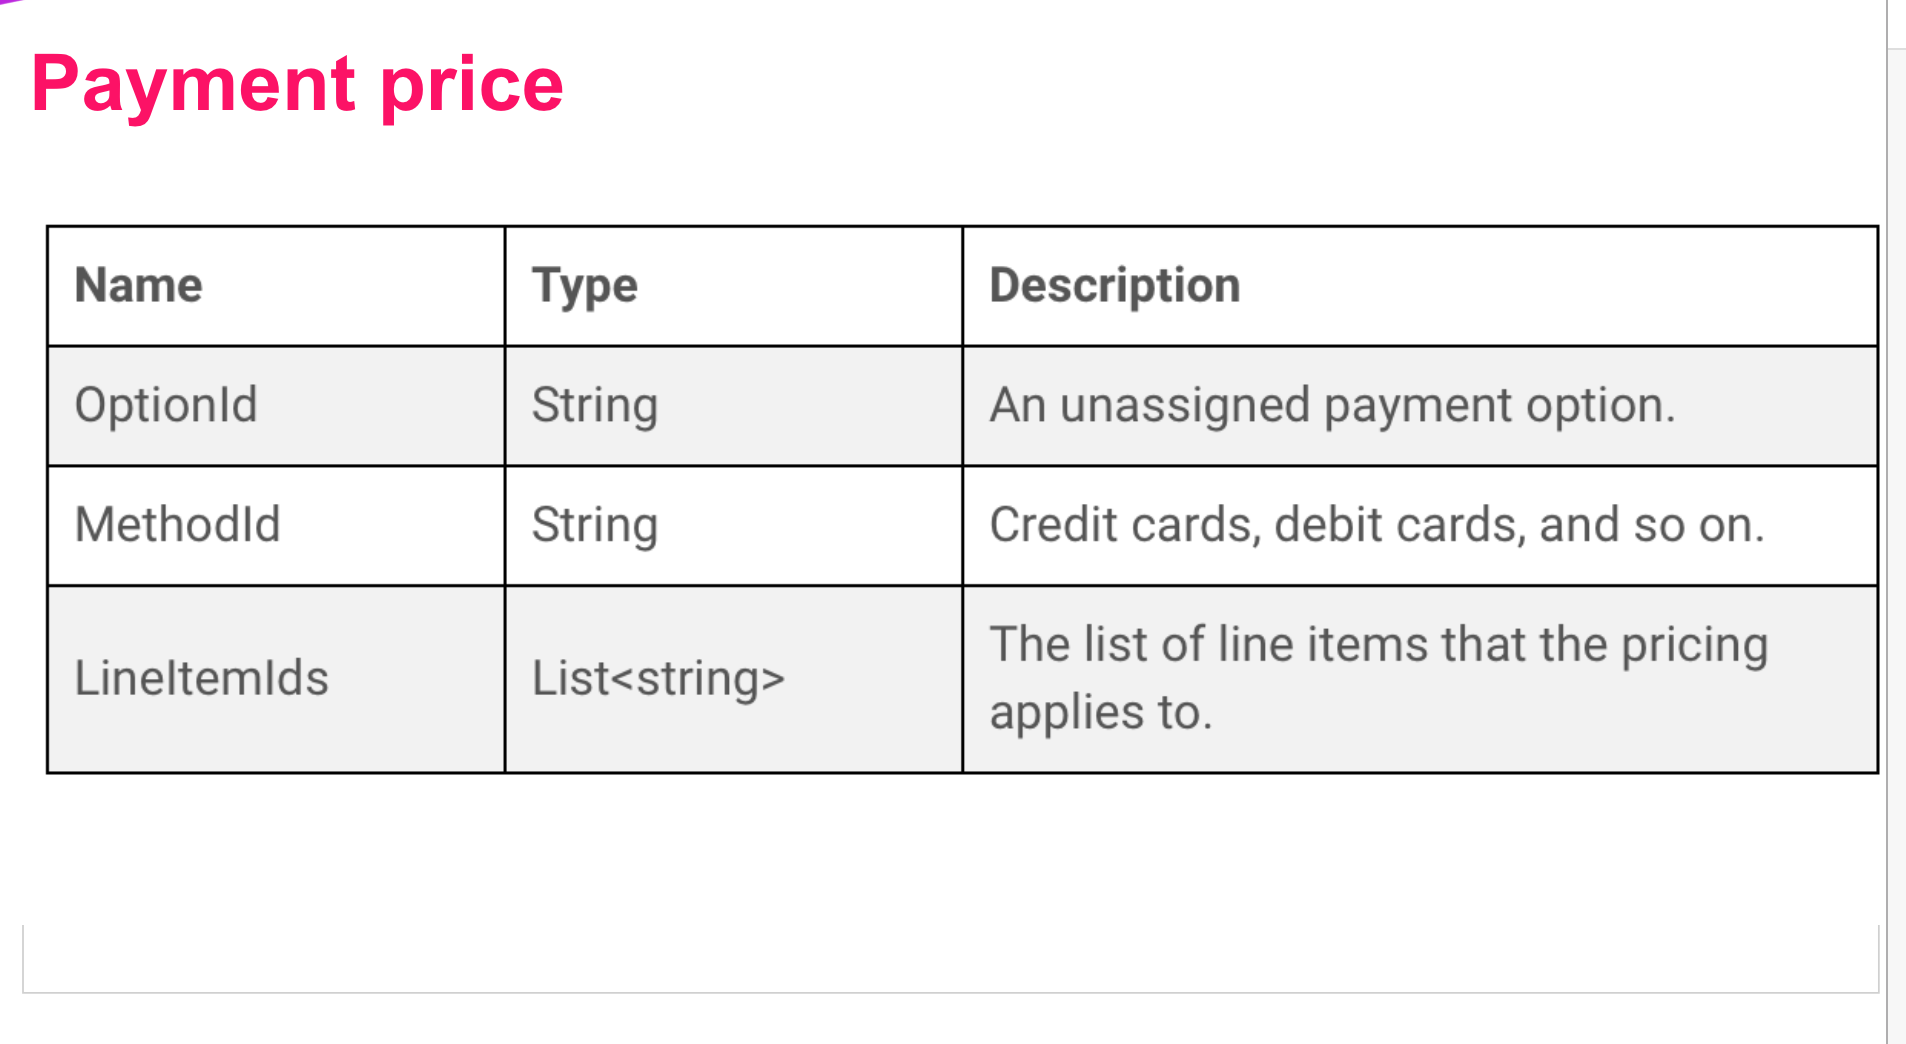 Payment price
Name Type Description
OptionId String An unassigned payment option.
MethodId String Credit cards, debit cards, and so on.
LineItemIds List<string> The list of line items that the pricing
applies to.